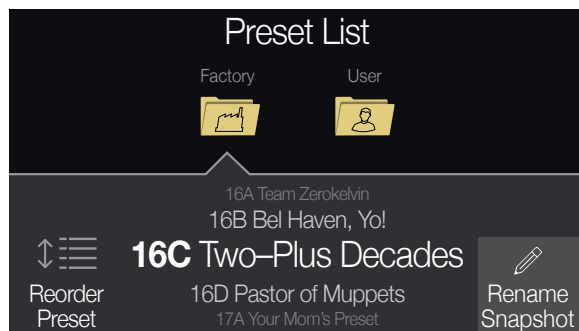 Preset List
Factory
User
16A Team Zerokelvin
16B Bel Haven, Yo!
16C Two–Plus Decades
16D Pastor of Muppets
17A Your Mom's Preset
Reorder
Preset
Rename
Snapshot